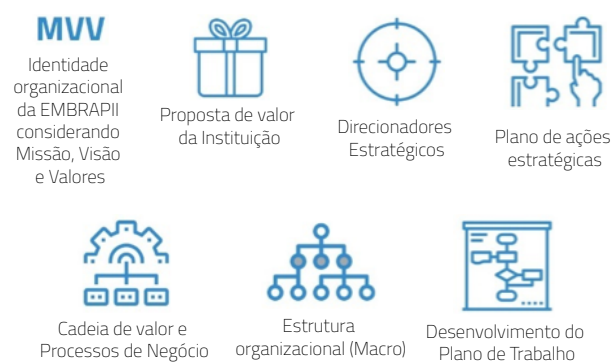 MVV
Identidade
organizacional
da EMBRAPII
considerando
Missão, Visão
e Valores
Proposta de valor
da Instituição
Direcionadores
Estratégicos
Plano de ações
estratégicas
Cadeia de valor e
Processos de Negócio
Estrutura
organizacional (Macro)
Desenvolvimento do
Plano de Trabalho